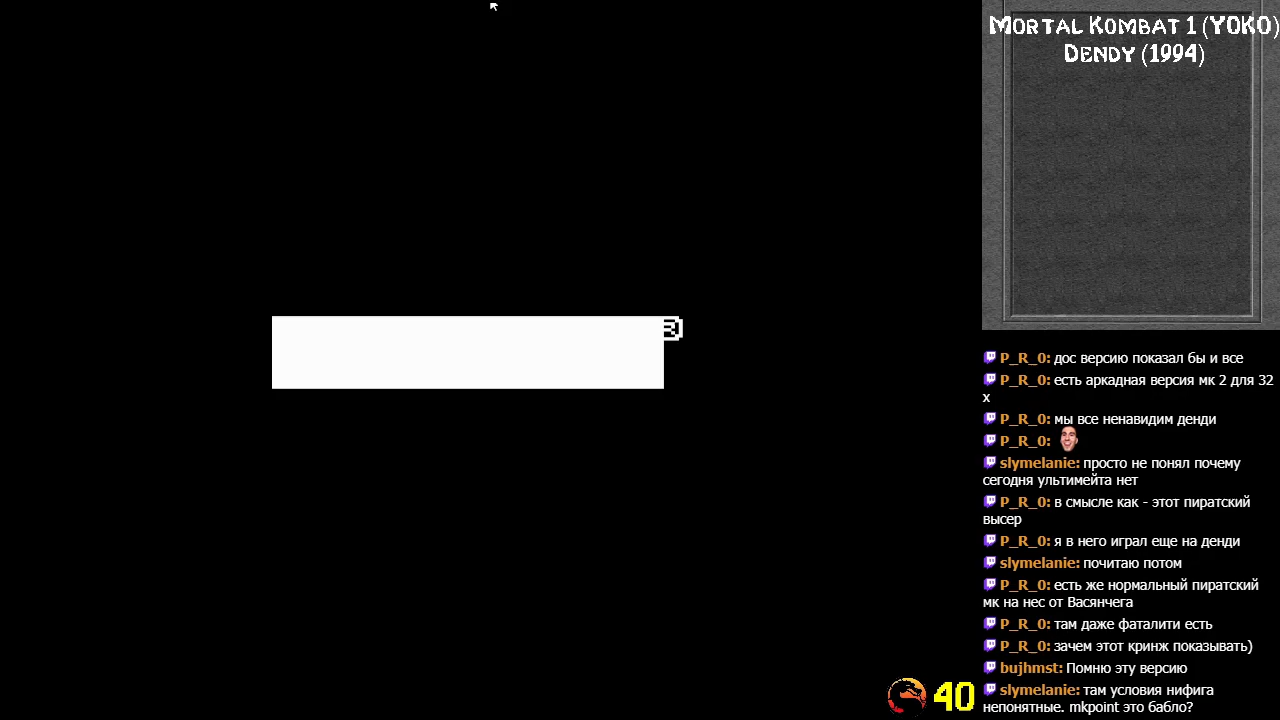 MORTAL KOMBAT 1 (YOKO)
DENDY (1994)
P_R_0: дос версию показал бы и все
P_R_0: есть аркадная версия мк 2 для 32
х
P_R_0: мы все ненавидим денди
P_R_0:
slymelanie: просто не понял почему
сегодня ультимейта нет
P_R_0: в смысле как - этот пиратский
высер
P_R_0: я в него играл еще на денди
slymelanie: почитаю потом
P_R_0: есть же нормальный пиратский
мк на нес от Васянчега
P_R_0: там даже фаталити есть
P_R_0: зачем этот кринж показывать)
bujhmst: Помню эту версию
slymelanie: там условия нифига
непонятные. mkpoint это бабло?
40